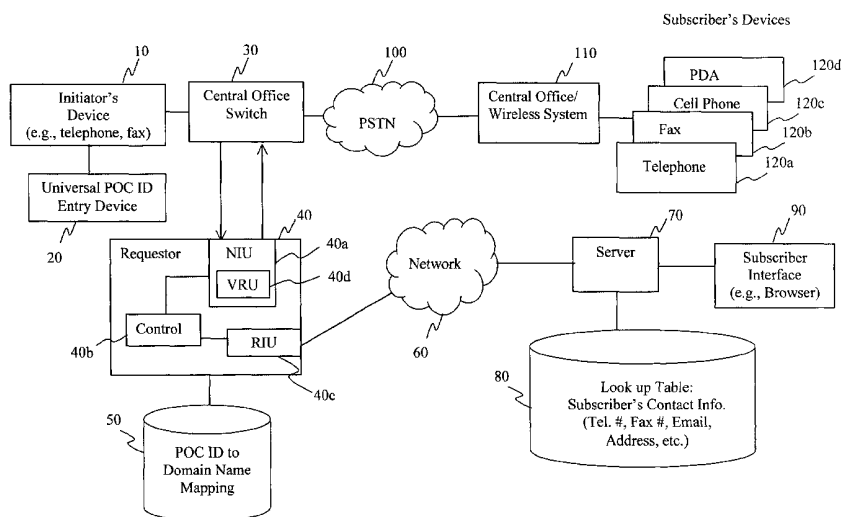 Subscriber's Devices
10
30
100
110
120d
PDA
Cell Phone
120c
Fax
120b
Telephone
120a
Initiator's
Device
(e.g., telephone, fax)
Central Office
Switch
PSTN
Central Office/
Wireless System
Universal POC ID
Entry Device
20
40
70
90
Requestor
NIU
40a
VRU
40d
Network
60
Server
Subscriber
Interface
(e.g., Browser)
Control
40b
RIU
40c
50
POC ID to
Domain Name
Mapping
80
Look up Table:
Subscriber's Contact Info.
(Tel. #, Fax #, Email,
Address, etc.)